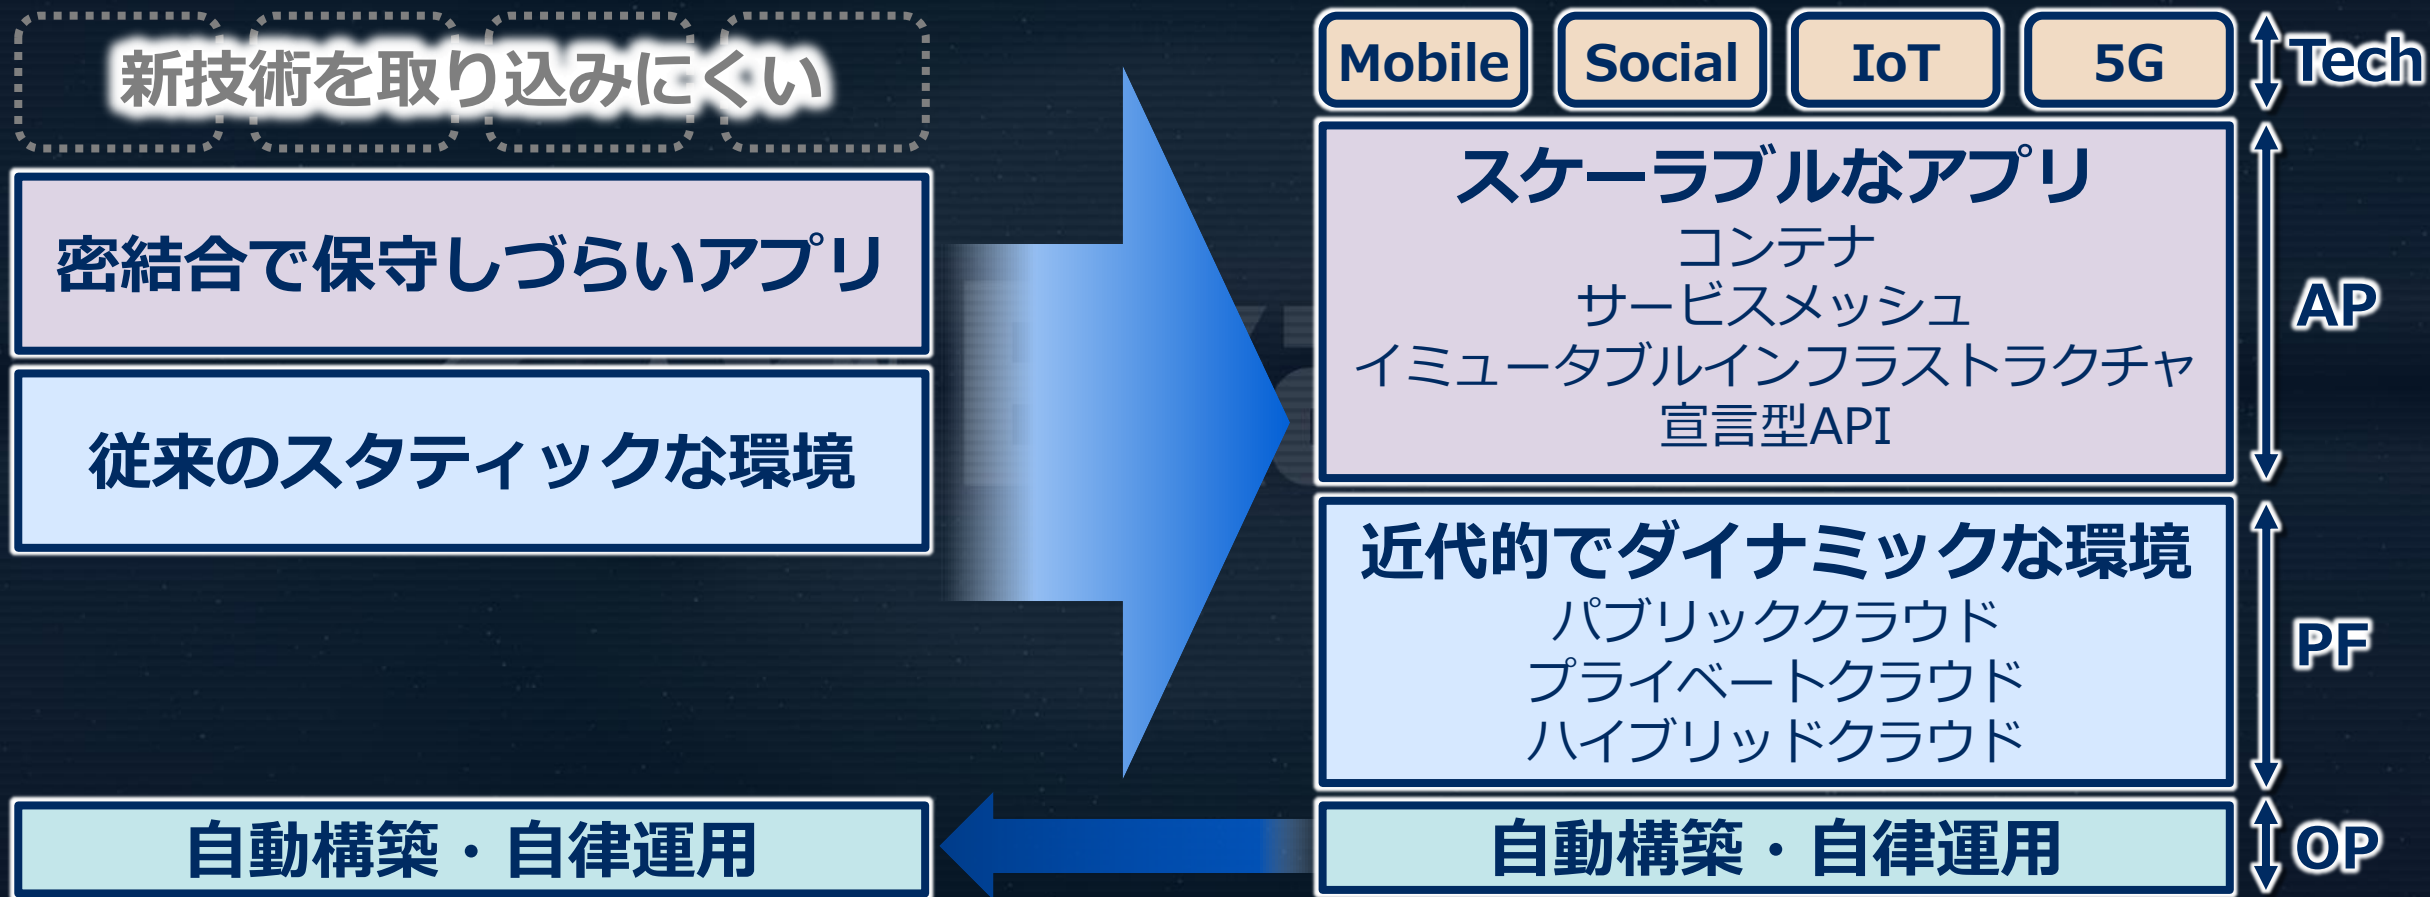 新技術を取り込みにくい
密結合で保守しづらいアプリ
従来のスタティックな環境
自動構築・自律運用
Mobile
Social
IoT
5G
Tech
スケーラブルなアプリ
コンテナ
サービスメッシュ
イミュータブルインフラストラクチャ
宣言型API
AP
近代的でダイナミックな環境
パブリッククラウド
プライベートクラウド
ハイブリッドクラウド
PF
自動構築・自律運用
OP